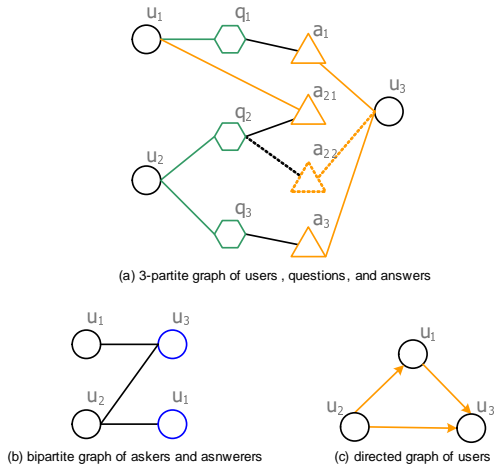 u1 q1 a1
a21 u3
q2
u2 a22
q3 a3
(a) 3-partite graph of users , questions, and answers
u1 u3
u2 u1
(b) bipartite graph of askers and asnwerers
u1
u2 u3
(c) directed graph of users